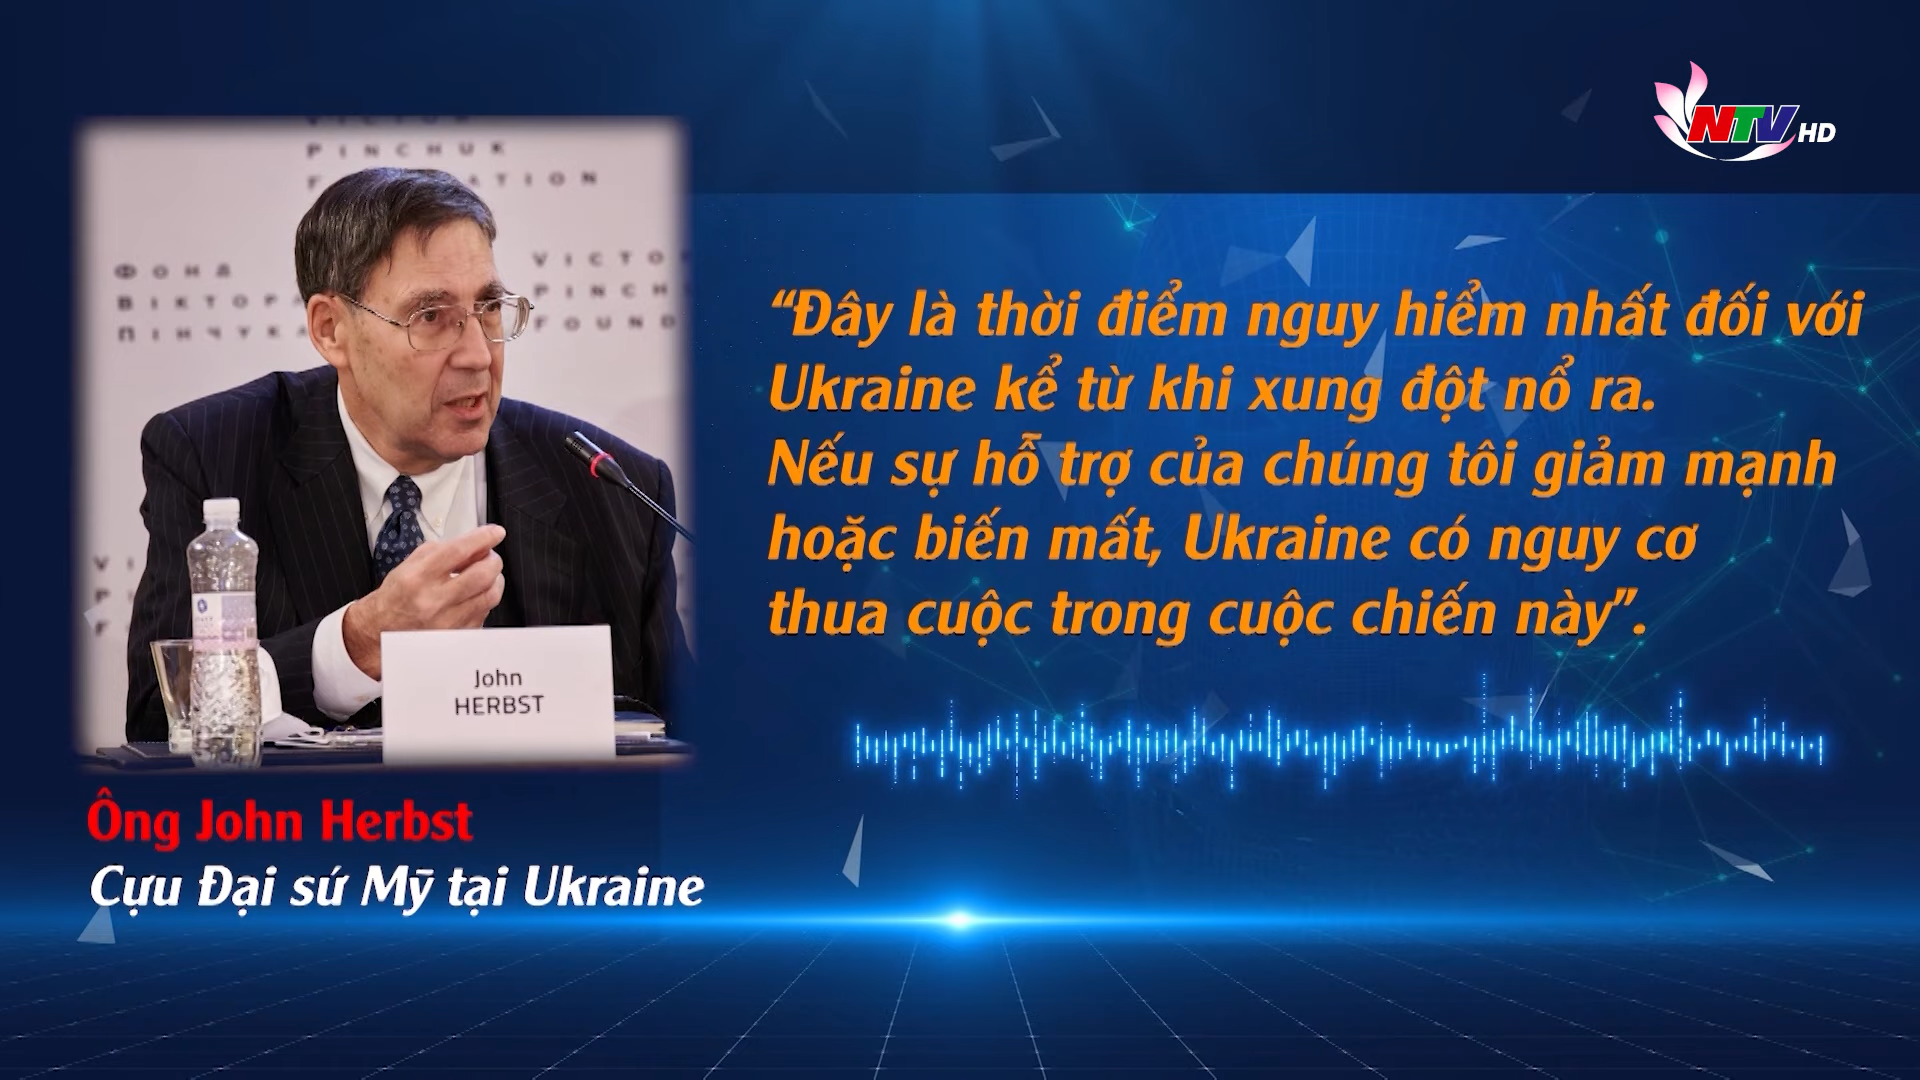 NTV HD
VICTOR
PINCHUK
ФОНД
ВІКТОРА
ПІНЧУКА
“Đây là thời điểm nguy hiểm nhất đối với
Ukraine kể từ khi xung đột nổ ra.
Nếu sự hỗ trợ của chúng tôi giảm mạnh
hoặc biến mất, Ukraine có nguy cơ
thua cuộc trong cuộc chiến này”.
John
HERBST
Ông John Herbst
Cựu Đại sứ Mỹ tại Ukraine